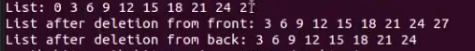 List: 0 3 6 9 12 15 18 21 24 27
List after deletion from front: 3 6 9 12 15 18 21 24 27
List after deletion from back: 3 6 9 12 15 18 21 24